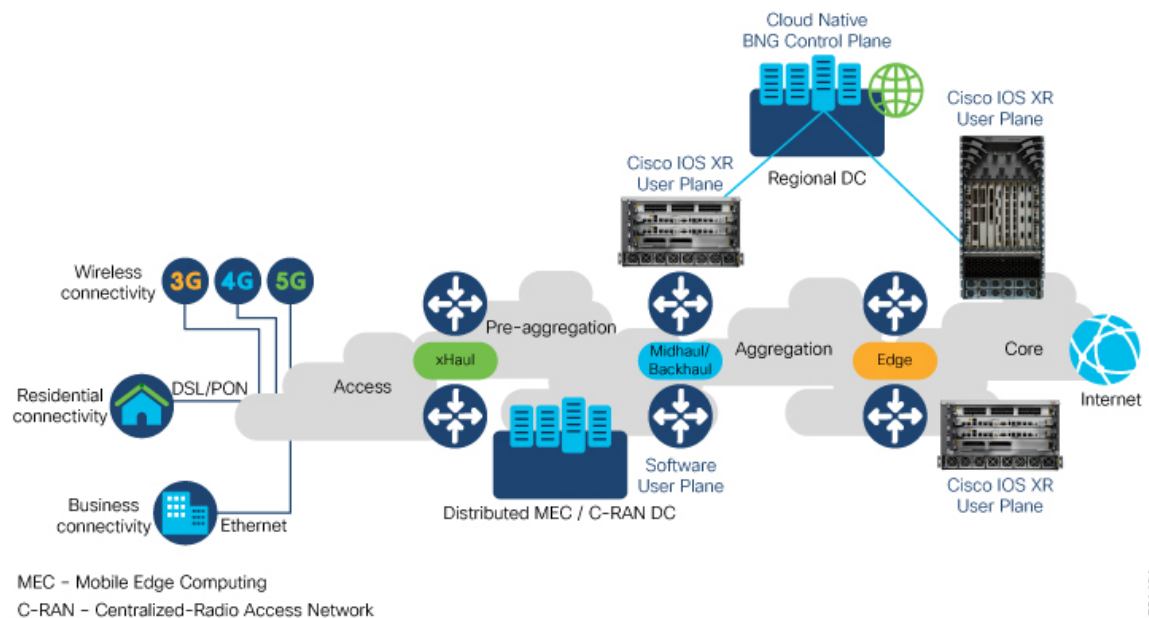 Cloud Native
BNG Control Plane
Cisco IOS XR
User Plane
Cisco IOS XR
User Plane
Regional DC
Wireless
connectivity
3G
4G
5G
Pre-aggregation
xHaul
Midhaul/
Backhaul
Aggregation
Edge
Core
Access
DSL/PON
Residential
connectivity
Internet
Software
User Plane
Cisco IOS XR
User Plane
Business
connectivity
Ethernet
Distributed MEC / C-RAN DC
MEC - Mobile Edge Computing
C-RAN - Centralized-Radio Access Network